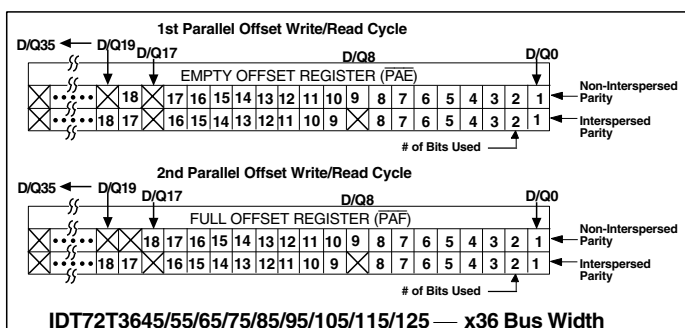 1st Parallel Offset Write/Read Cycle
D/Q35 D/Q19 D/Q17 D/Q8 D/Q0
EMPTY OFFSET REGISTER (PAE)
18 17 16 15 14 13 12 11 10 9 8 7 6 5 4 3 2 1 Non-Interspersed Parity
18 17 16 15 14 13 12 11 10 9 8 7 6 5 4 3 2 1 Interspersed Parity
# of Bits Used
2nd Parallel Offset Write/Read Cycle
D/Q35 D/Q19 D/Q17 D/Q8 D/Q0
FULL OFFSET REGISTER (PAF)
18 17 16 15 14 13 12 11 10 9 8 7 6 5 4 3 2 1 Non-Interspersed Parity
18 17 16 15 14 13 12 11 10 9 8 7 6 5 4 3 2 1 Interspersed Parity
# of Bits Used
IDT72T3645/55/65/75/85/95/105/115/125 — x36 Bus Width